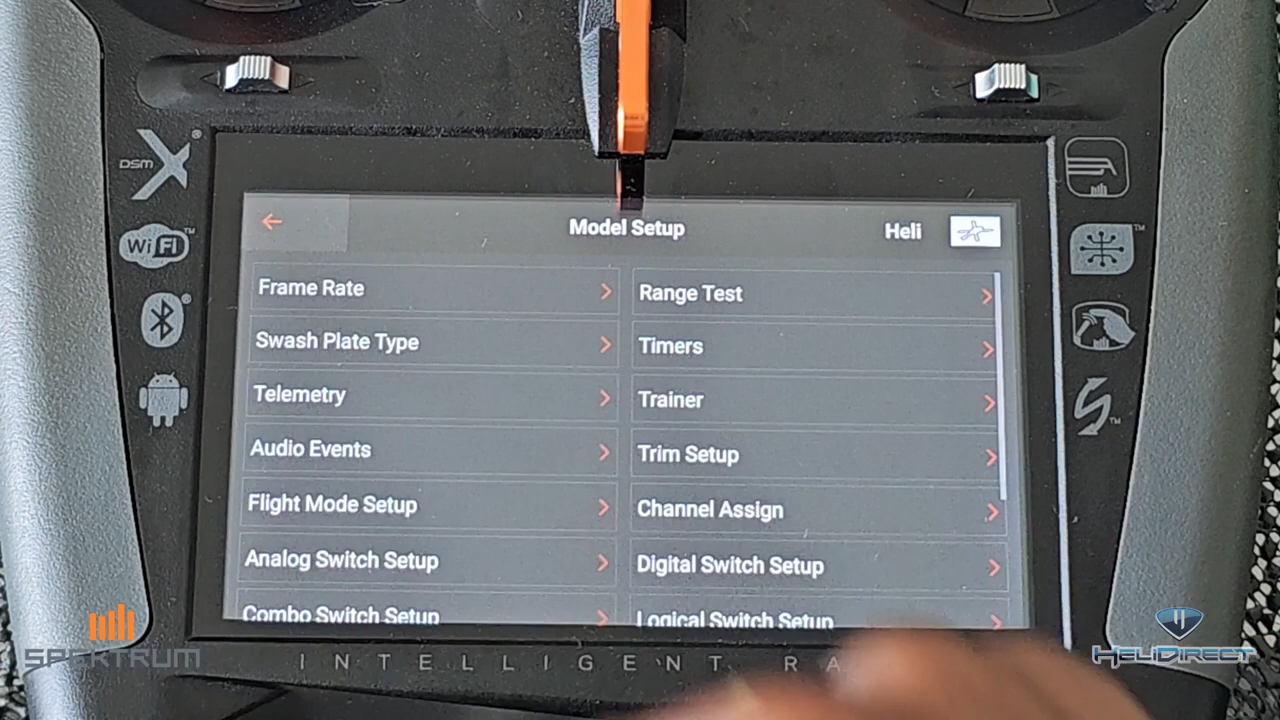 DSM X®
Model Setup
Heli
WiFi™
Frame Rate
Range Test
Swash Plate Type
Timers
Telemetry
Trainer
Audio Events
Trim Setup
Flight Mode Setup
Channel Assign
Analog Switch Setup
Digital Switch Setup
Combo Switch Setup
Logical Switch Setup
SPEKTRUM
HELIDIRECT
INTELLIGENT RA